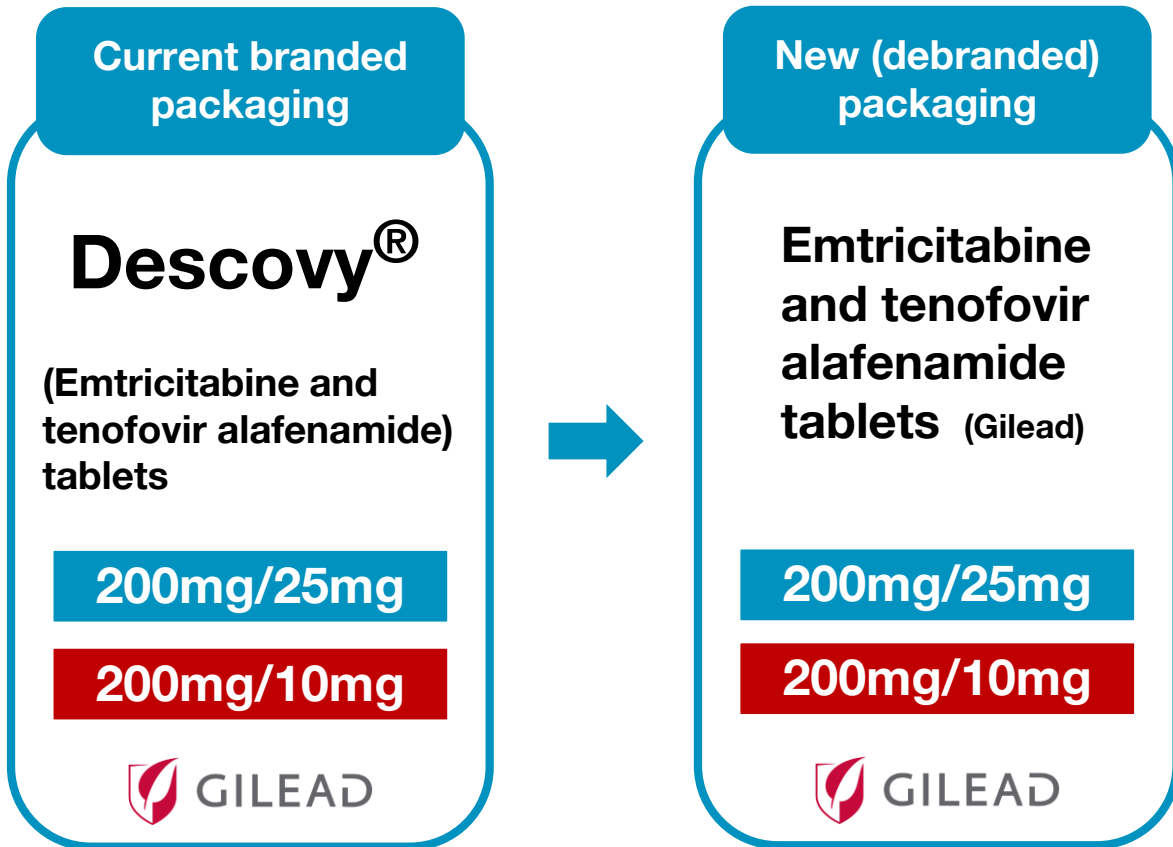 Current branded
packaging
Descovy®
(Emtricitabine and
tenofovir alafenamide)
tablets
200mg/25mg
200mg/10mg
GILEAD
New (debranded)
packaging
Emtricitabine
and tenofovir
alafenamide
tablets (Gilead)
200mg/25mg
200mg/10mg
GILEAD